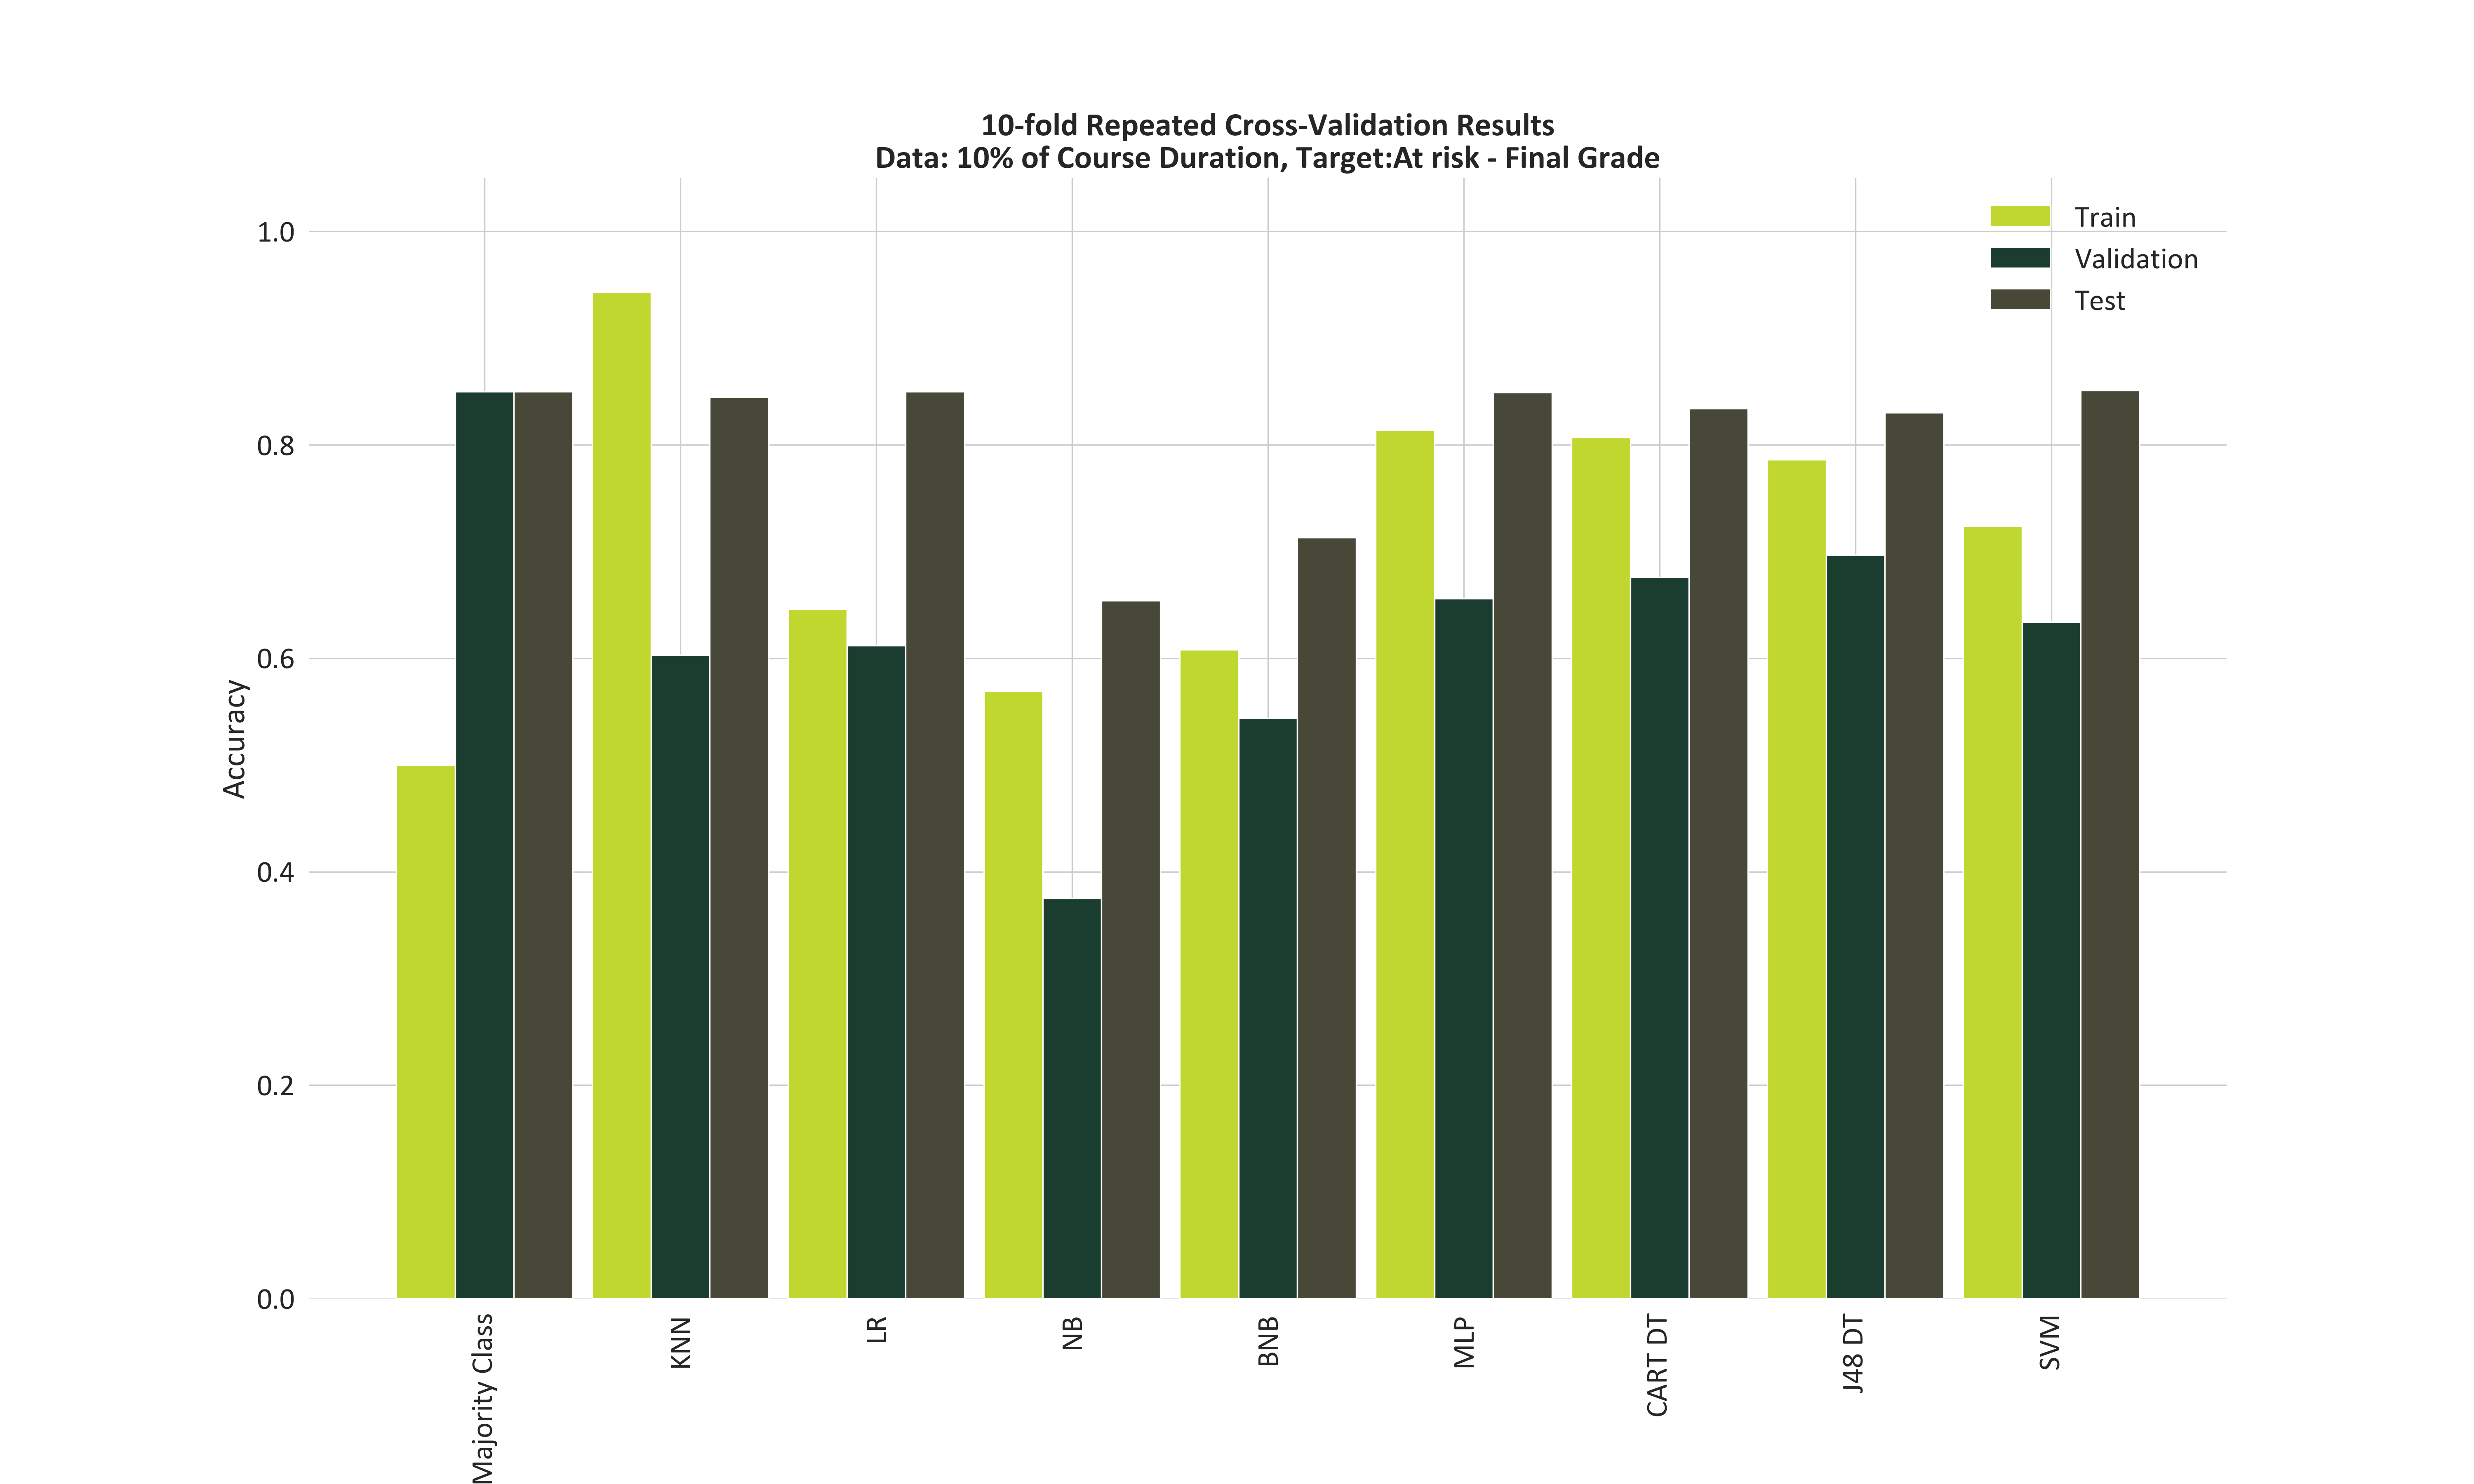 10-fold Repeated Cross-Validation Results
Data: 10% of Course Duration, Target:At risk - Final Grade
Train
Validation
Test
Accuracy
1.0
0.8
0.6
0.4
0.2
0.0
Majority Class
KNN
LR
NB
BNB
MLP
CART DT
J48 DT
SVM